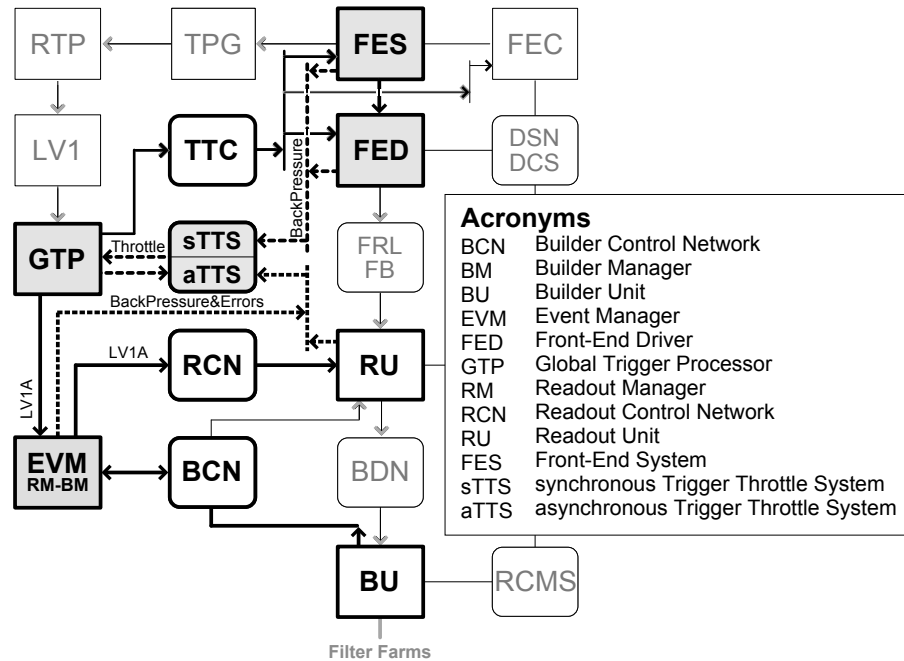 RTP
TPG
FES
FEC
LV1
TTC
FED
DSN
DCS
BackPressure
GTP
Throttle
sTTS
aTTS
FRL
FB
BackPressure&Errors
LV1A
RCN
RU
LV1A
EVM
RM-BM
BCN
BDN
BU
RCMS
Filter Farms
Acronyms
BCN Builder Control Network
BM Builder Manager
BU Builder Unit
EVM Event Manager
FED Front-End Driver
GTP Global Trigger Processor
RM Readout Manager
RCN Readout Control Network
RU Readout Unit
FES Front-End System
sTTS synchronous Trigger Throttle System
aTTS asynchronous Trigger Throttle System